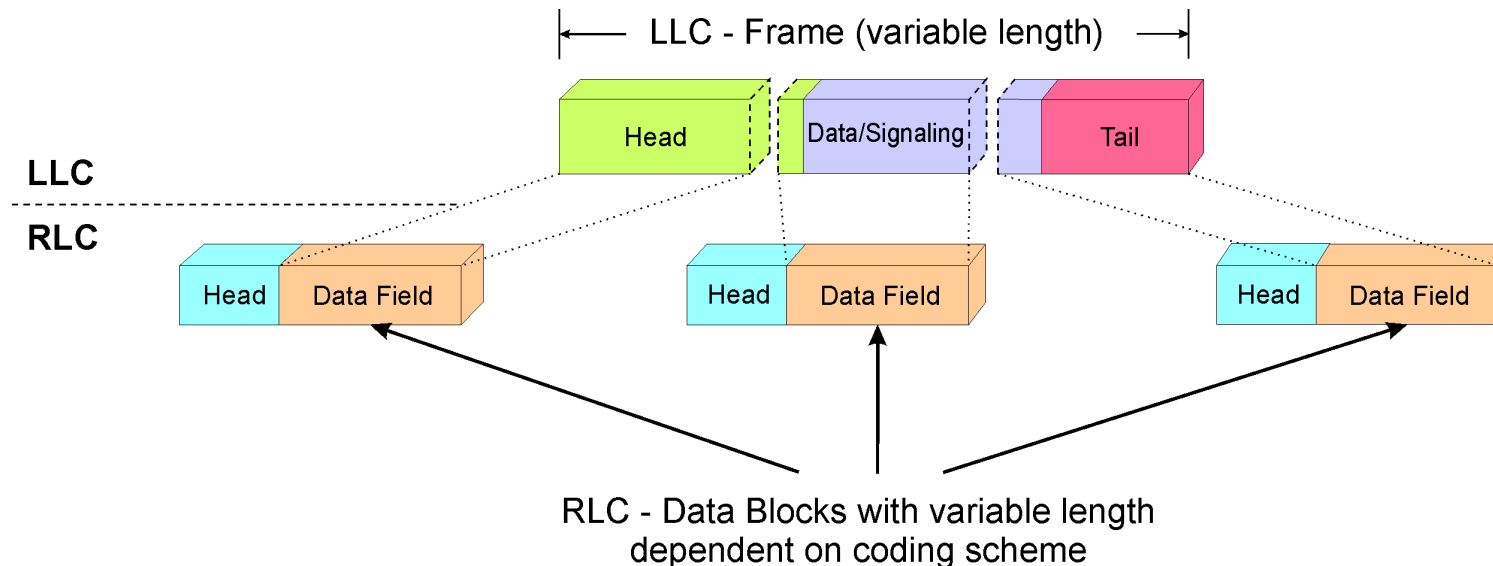 LLC - Frame (variable length)
Head
Data/Signaling
Tail
LLC
RLC
Head Data Field
Head Data Field
Head Data Field
RLC - Data Blocks with variable length
dependent on coding scheme